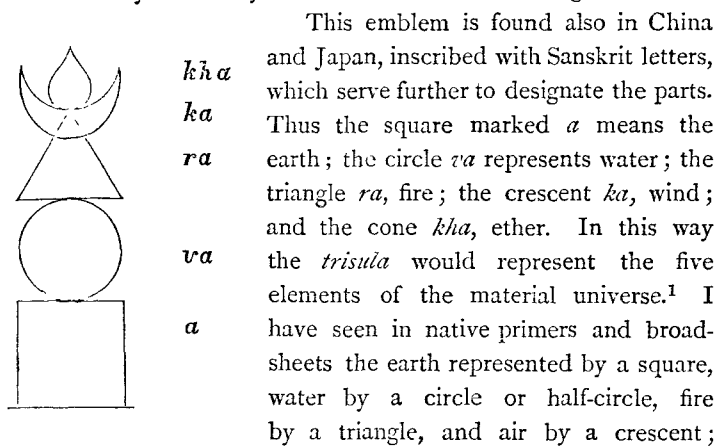 This emblem is found also in China
and Japan, inscribed with Sanskrit letters,
which serve further to designate the parts.
Thus the square marked a means the
earth; the circle va represents water; the
triangle ra, fire; the crescent ka, wind;
and the cone kha, ether. In this way
the trisula would represent the five
elements of the material universe.¹ I
have seen in native primers and broad-
sheets the earth represented by a square,
water by a circle or half-circle, fire
by a triangle, and air by a crescent;
kha
ka
ra
va
a